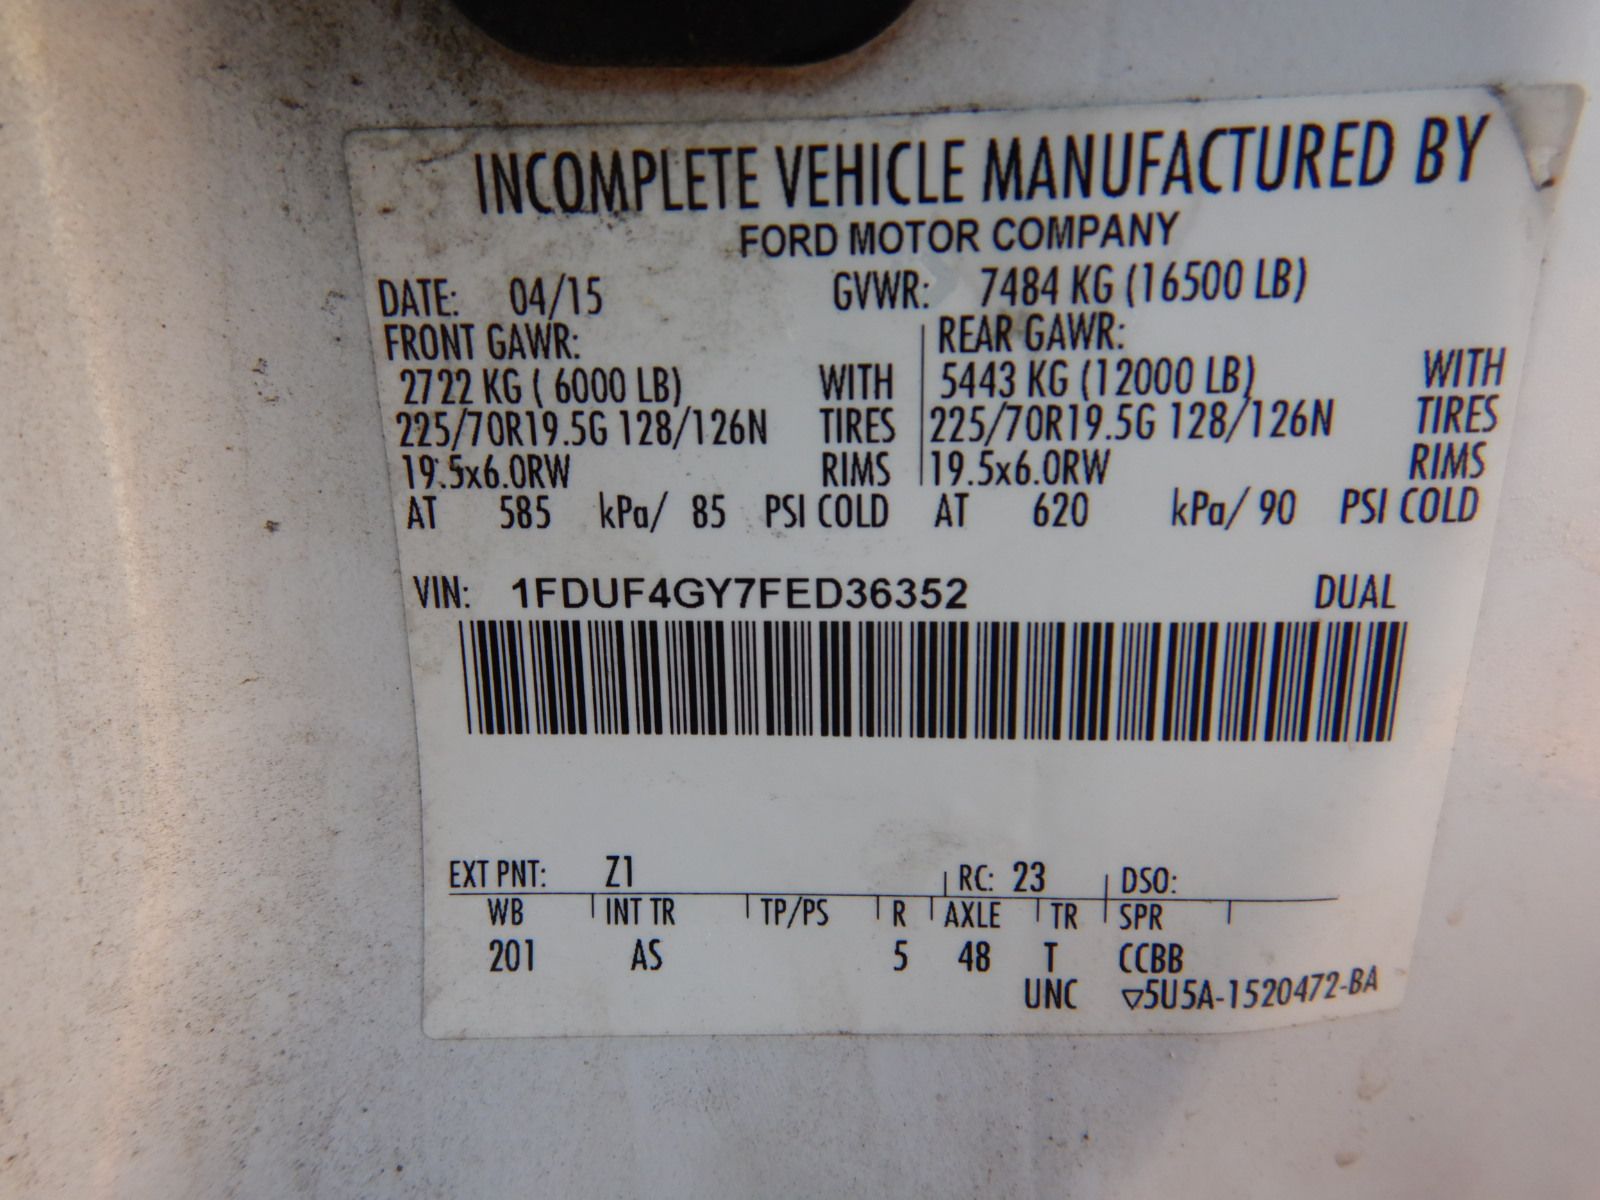 INCOMPLETE VEHICLE MANUFACTURED BY
FORD MOTOR COMPANY
DATE: 04/15 GVWR: 7484 KG (16500 LB)
FRONT GAWR: REAR GAWR:
2722 KG ( 6000 LB) WITH 5443 KG (12000 LB) WITH
225/70R19.5G 128/126N TIRES 225/70R19.5G 128/126N TIRES
19.5x6.0RW RIMS 19.5x6.0RW RIMS
AT 585 kPa/ 85 PSI COLD AT 620 kPa/ 90 PSI COLD
VIN: 1FDUF4GY7FED36352 DUAL
EXT PNT: Z1 RC: 23 DSO:
WB INT TR TP/PS R AXLE TR SPR
201 AS 5 48 T CCBB
UNC ▽5U5A-1520472-BA